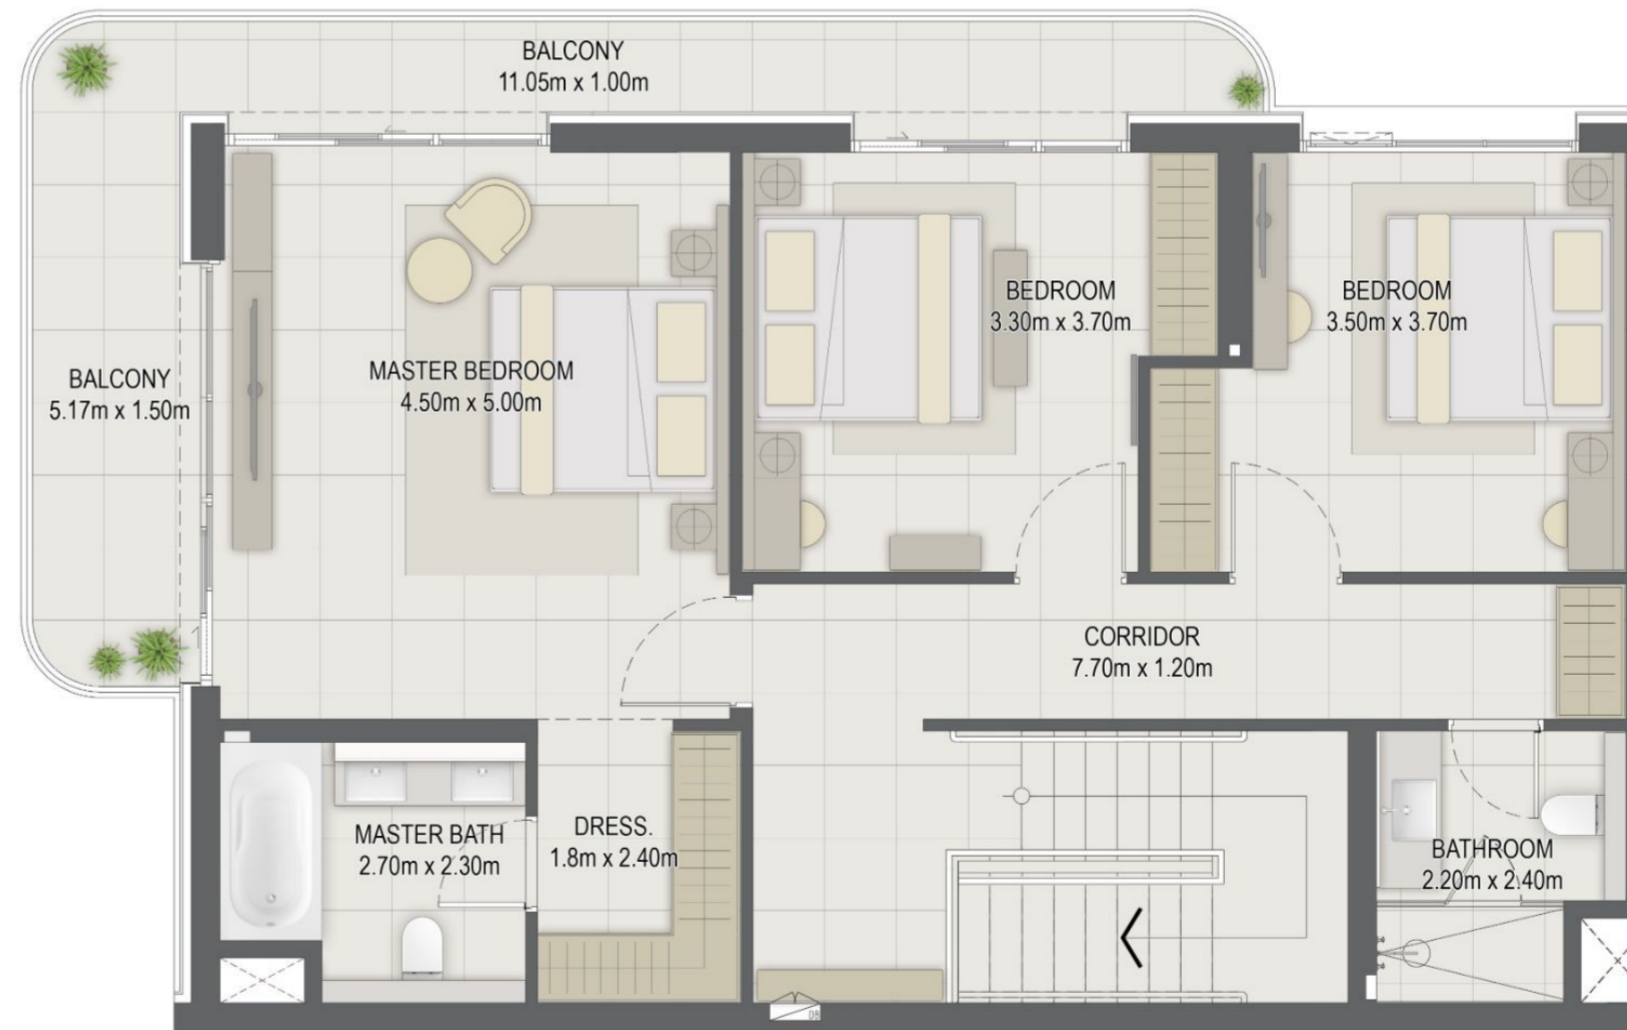 BALCONY
11.05m x 1.00m
BEDROOM
3.30m x 3.70m
BEDROOM
3.50m x 3.70m
MASTER BEDROOM
4.50m x 5.00m
BALCONY
5.17m x 1.50m
CORRIDOR
7.70m x 1.20m
MASTER BATH
2.70m x 2.30m
DRESS.
1.8m x 2.40m
BATHROOM
2.20m x 2.40m
DB